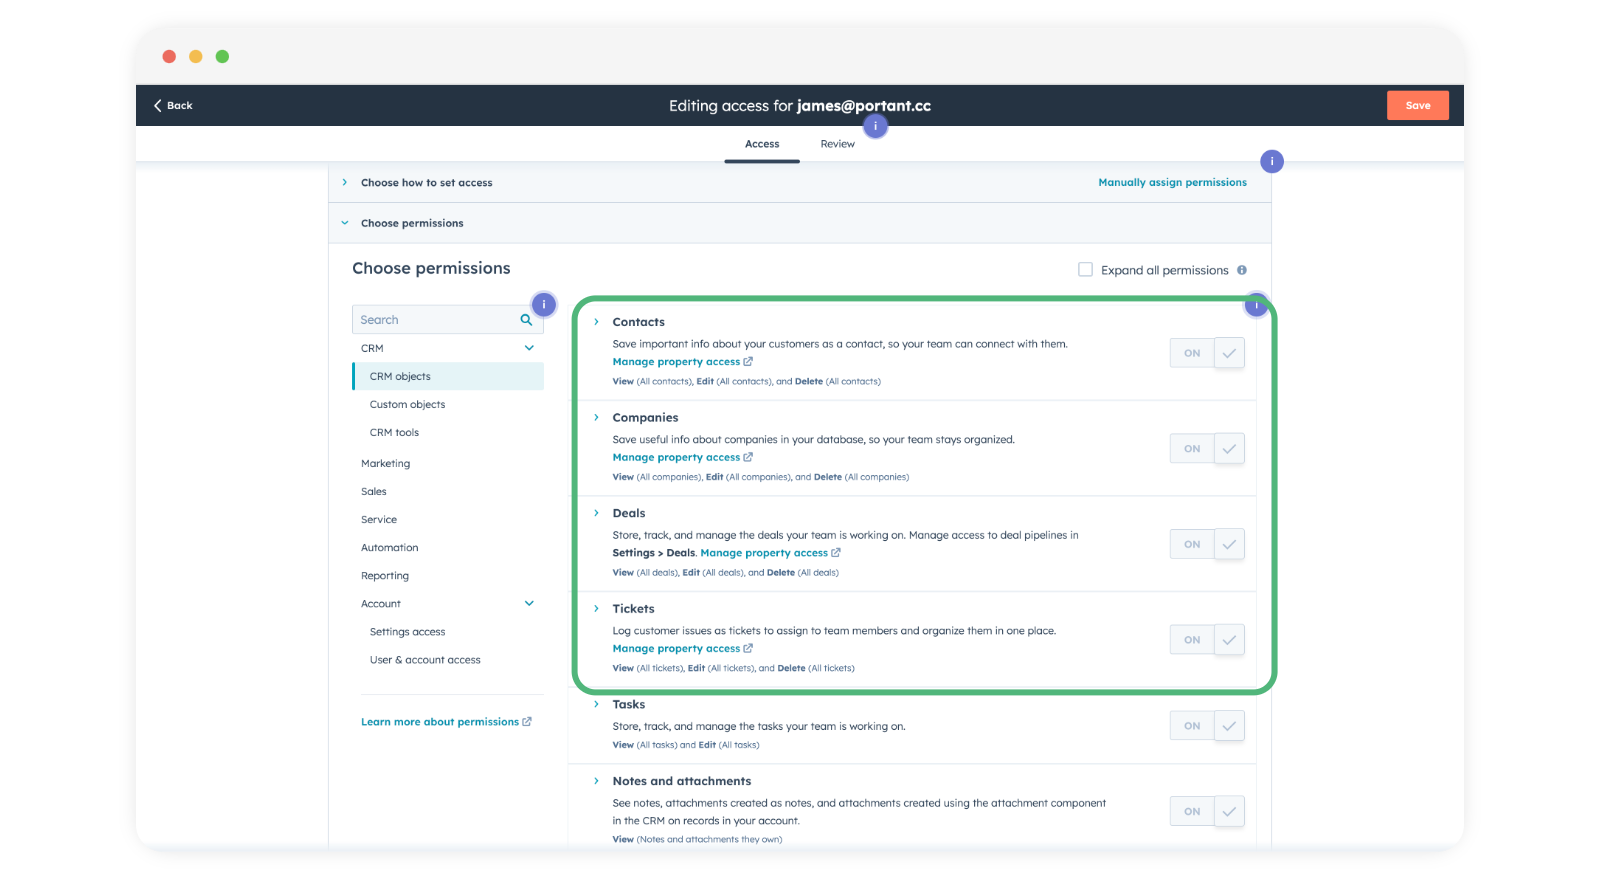 Back
Editing access for james@portant.cc
Save
Access
Review
i
i
Choose how to set access
Manually assign permissions
Choose permissions
Choose permissions
Expand all permissions i
i
i
Search
CRM
CRM objects
Custom objects
CRM tools
Marketing
Sales
Service
Automation
Reporting
Account
Settings access
User & account access
Learn more about permissions
Contacts
Save important info about your customers as a contact, so your team can connect with them.
Manage property access
View (All contacts), Edit (All contacts), and Delete (All contacts)
ON
Companies
Save useful info about companies in your database, so your team stays organized.
Manage property access
View (All companies), Edit (All companies), and Delete (All companies)
ON
Deals
Store, track, and manage the deals your team is working on. Manage access to deal pipelines in
Settings > Deals. Manage property access
View (All deals), Edit (All deals), and Delete (All deals)
ON
Tickets
Log customer issues as tickets to assign to team members and organize them in one place.
Manage property access
View (All tickets), Edit (All tickets), and Delete (All tickets)
ON
Tasks
Store, track, and manage the tasks your team is working on.
View (All tasks) and Edit (All tasks)
ON
Notes and attachments
See notes, attachments created as notes, and attachments created using the attachment component
in the CRM on records in your account.
View (Notes and attachments they own)
ON